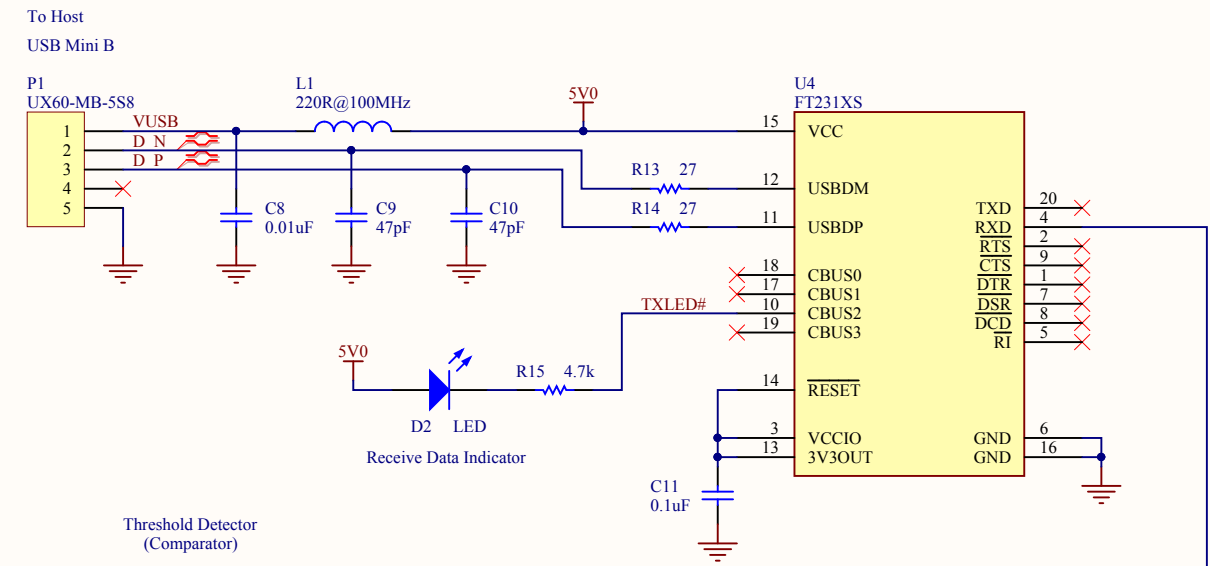 To Host
USB Mini B
P1
UX60-MB-5S8
1
2
3
4
5
VUSB
D N
D P
L1
220R@100MHz
5V0
C8
0.01uF
C9
47pF
C10
47pF
R13 27
R14 27
U4
FT231XS
15 VCC
12 USBDM
11 USBDP
18 CBUS0
17 CBUS1
10 CBUS2
19 CBUS3
14 RESET
3 VCCIO
13 3V3OUT
TXD 20
RXD 4
RTS 2
CTS 9
DTR 1
DSR 7
DCD 8
RI 5
GND 6
GND 16
TXLED#
5V0
R15 4.7k
D2 LED
Receive Data Indicator
C11
0.1uF
Threshold Detector
(Comparator)